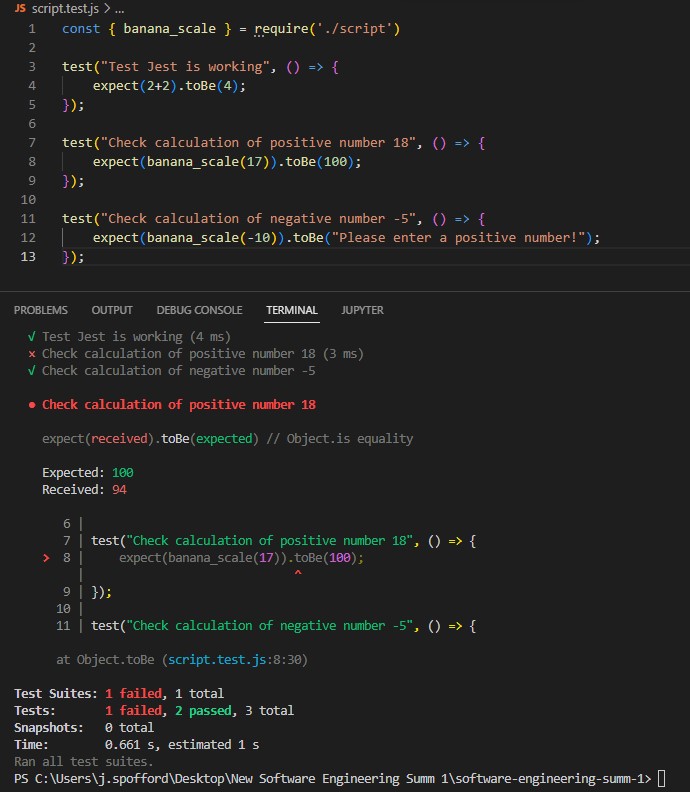 JS script.test.js > ...
1 const { banana_scale } = require('./script')
2
3 test("Test Jest is working", () => {
4 expect(2+2).toBe(4);
5 });
6
7 test("Check calculation of positive number 18", () => {
8 expect(banana_scale(17)).toBe(100);
9 });
10
11 test("Check calculation of negative number -5", () => {
12 expect(banana_scale(-10)).toBe("Please enter a positive number!");
13 });
PROBLEMS OUTPUT DEBUG CONSOLE TERMINAL JUPYTER
√ Test Jest is working (4 ms)
× Check calculation of positive number 18 (3 ms)
√ Check calculation of negative number -5
● Check calculation of positive number 18
expect(received).toBe(expected) // Object.is equality
Expected: 100
Received: 94
6 |
7 | test("Check calculation of positive number 18", () => {
> 8 | expect(banana_scale(17)).toBe(100);
| ^
9 | });
10 |
11 | test("Check calculation of negative number -5", () => {
at Object.toBe (script.test.js:8:30)
Test Suites: 1 failed, 1 total
Tests: 1 failed, 2 passed, 3 total
Snapshots: 0 total
Time: 0.661 s, estimated 1 s
Ran all test suites.
PS C:\Users\j.spofford\Desktop\New Software Engineering Summ 1\software-engineering-summ-1>